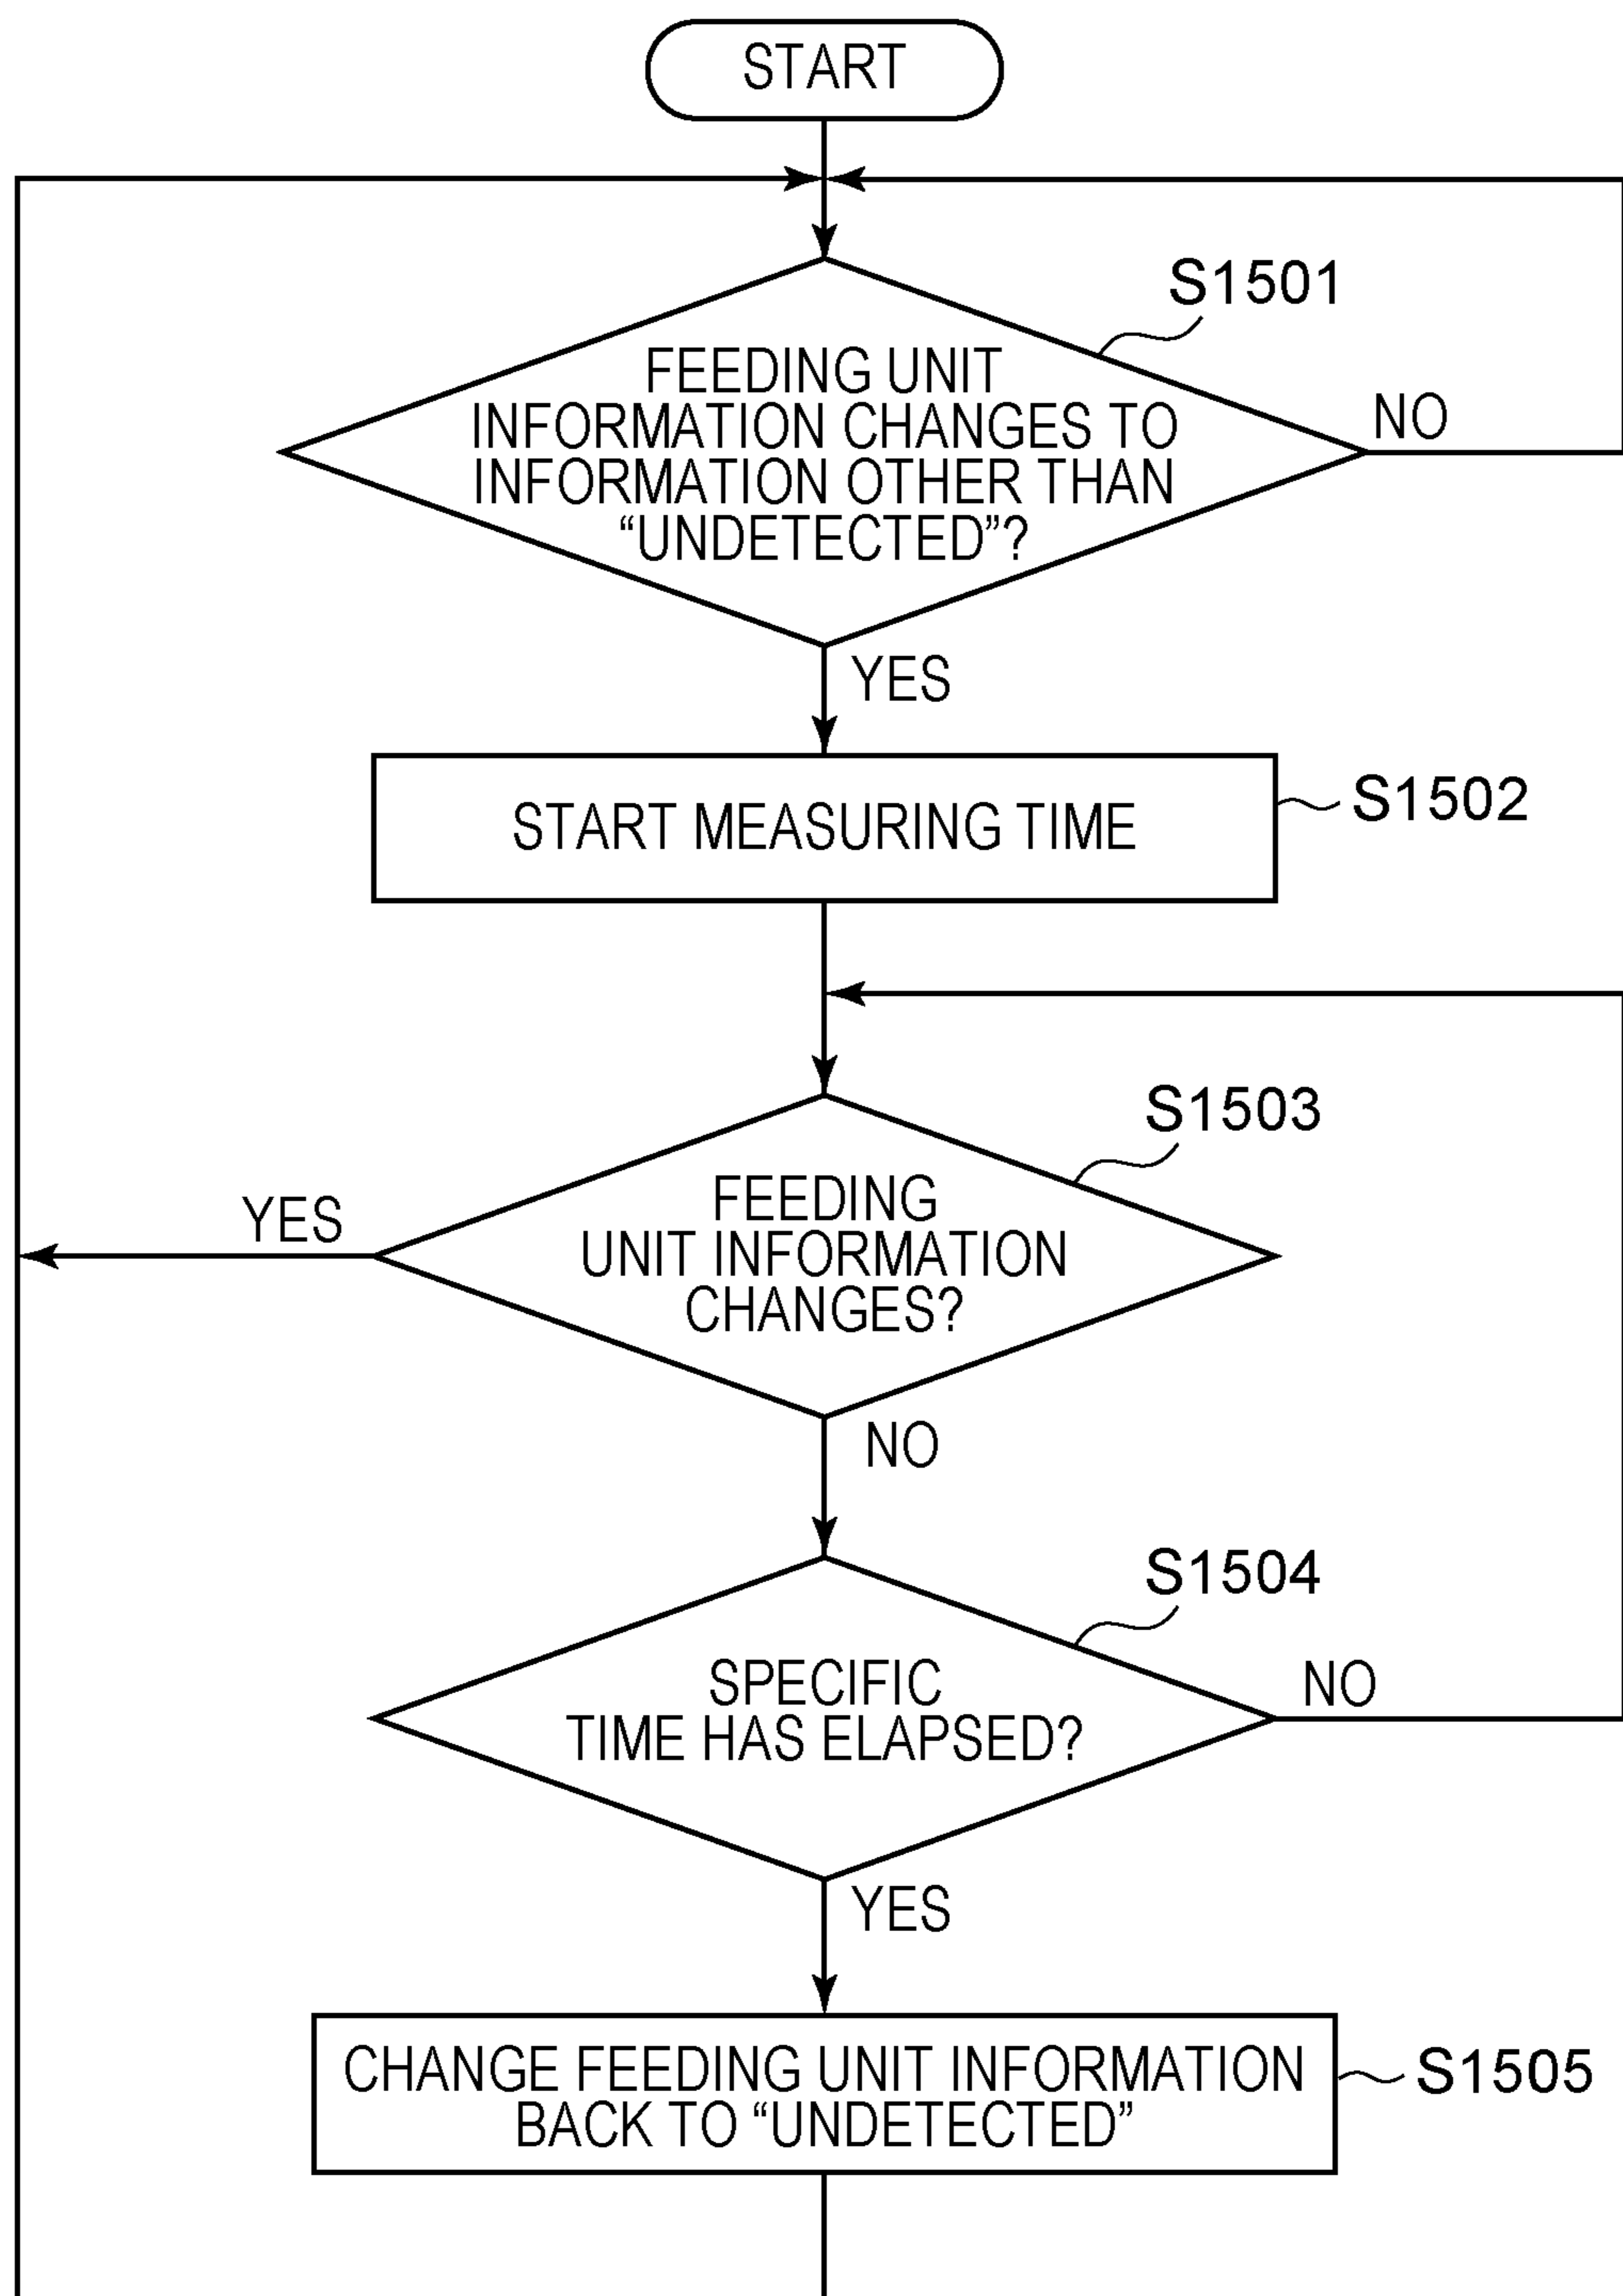 START
S1501
FEEDING UNIT
INFORMATION CHANGES TO
INFORMATION OTHER THAN
“UNDETECTED”?
NO
YES
START MEASURING TIME
S1502
S1503
FEEDING
UNIT INFORMATION
CHANGES?
YES
NO
S1504
SPECIFIC
TIME HAS ELAPSED?
NO
YES
CHANGE FEEDING UNIT INFORMATION
BACK TO “UNDETECTED”
S1505